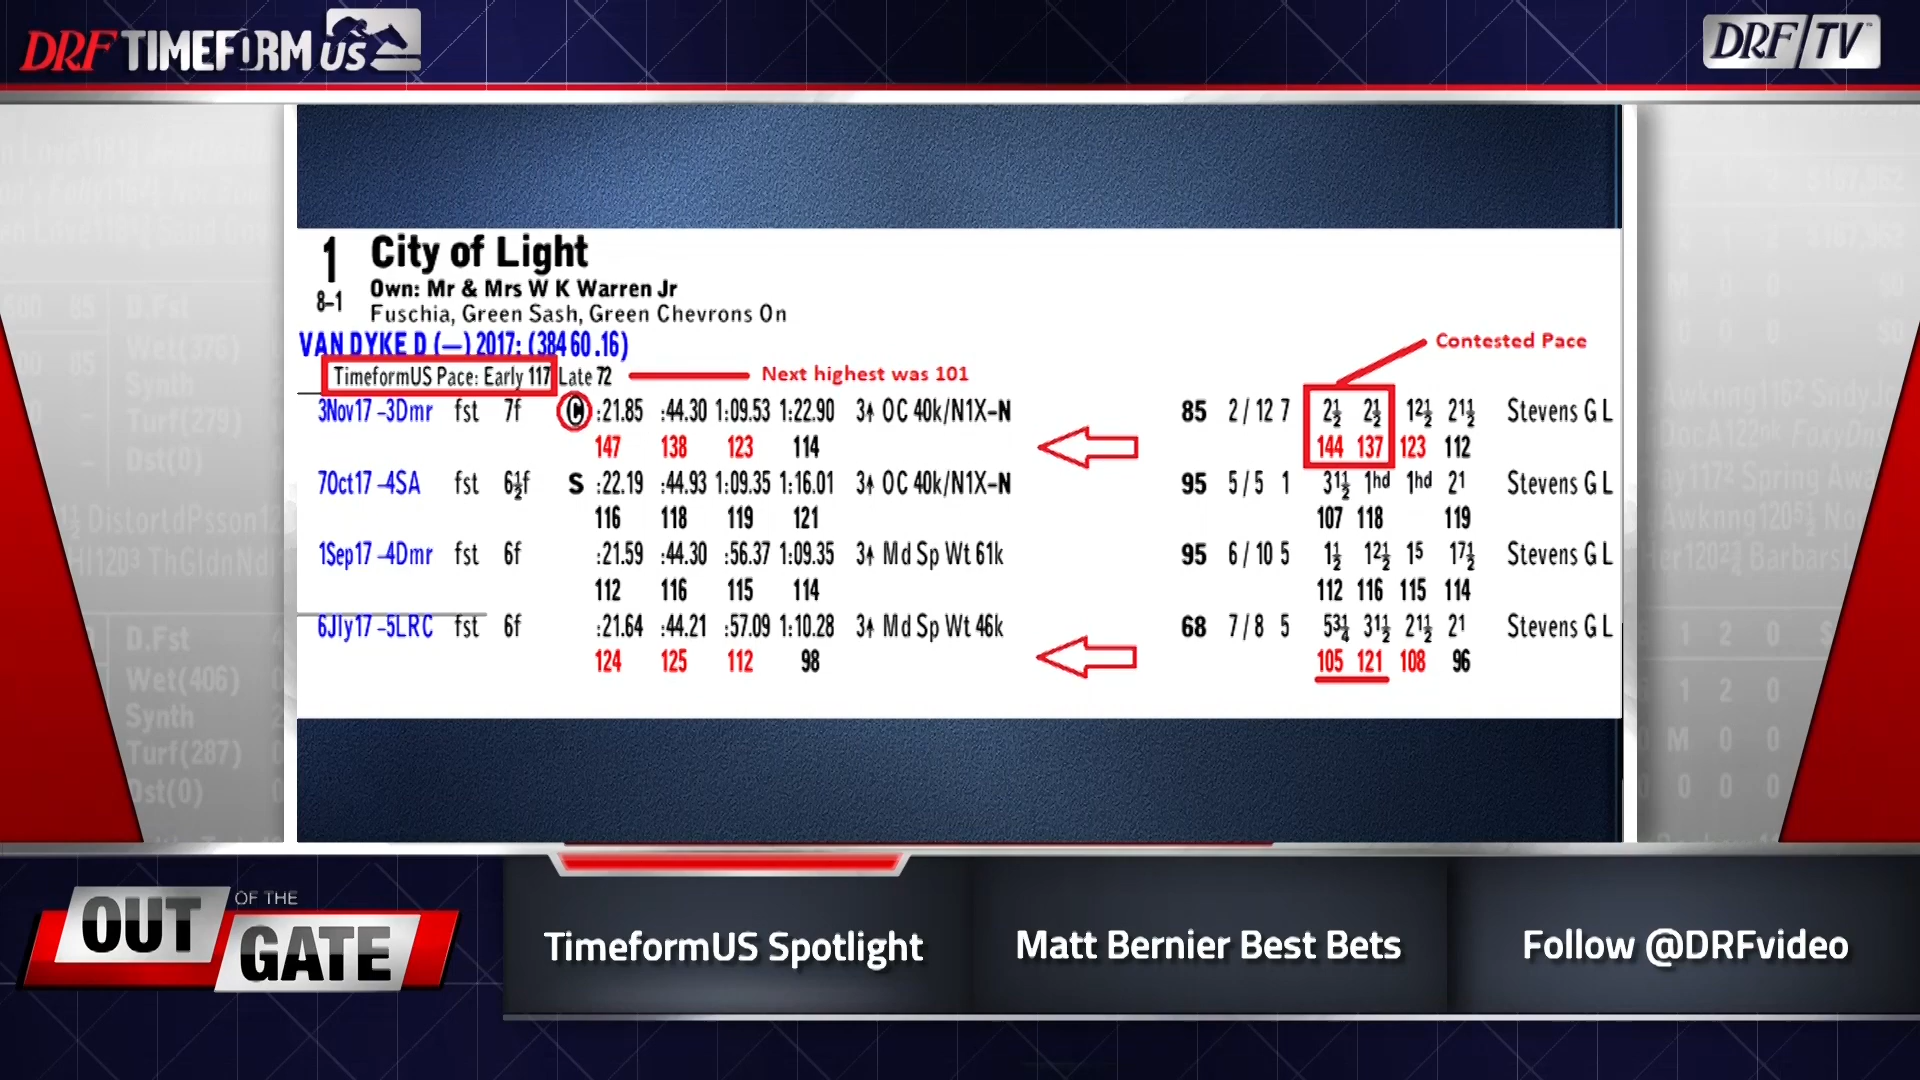 DRF TIMEFORM US
DRF/TV
1 City of Light
8-1 Own: Mr & Mrs W K Warren Jr
Fuschia, Green Sash, Green Chevrons On
VAN DYKE D (—) 2017: (384 60 .16)
Contested Pace
TimeformUS Pace: Early 117 Late 72 Next highest was 101
3Nov17–3Dmr fst 7f C :21.85 :44.30 1:09.53 1:22.90 3↑ OC 40k/N1X–N 85 2 / 12 7 2½ 2½ 12½ 21½ Stevens G L
147 138 123 114 144 137 123 112
7Oct17–4SA fst 6½f S :22.19 :44.93 1:09.35 1:16.01 3↑ OC 40k/N1X–N 95 5 / 5 1 31½ 1hd 1hd 21 Stevens G L
116 118 119 121 107 118 119
1Sep17–4Dmr fst 6f :21.59 :44.30 :56.37 1:09.35 3↑ Md Sp Wt 61k 95 6 / 10 5 1½ 12½ 15 17½ Stevens G L
112 116 115 114 112 116 115 114
6Jly17–5LRC fst 6f :21.64 :44.21 :57.09 1:10.28 3↑ Md Sp Wt 46k 68 7 / 8 5 53¼ 31½ 21½ 21 Stevens G L
124 125 112 98 105 121 108 96
OUT OF THE GATE
TimeformUS Spotlight
Matt Bernier Best Bets
Follow @DRFvideo